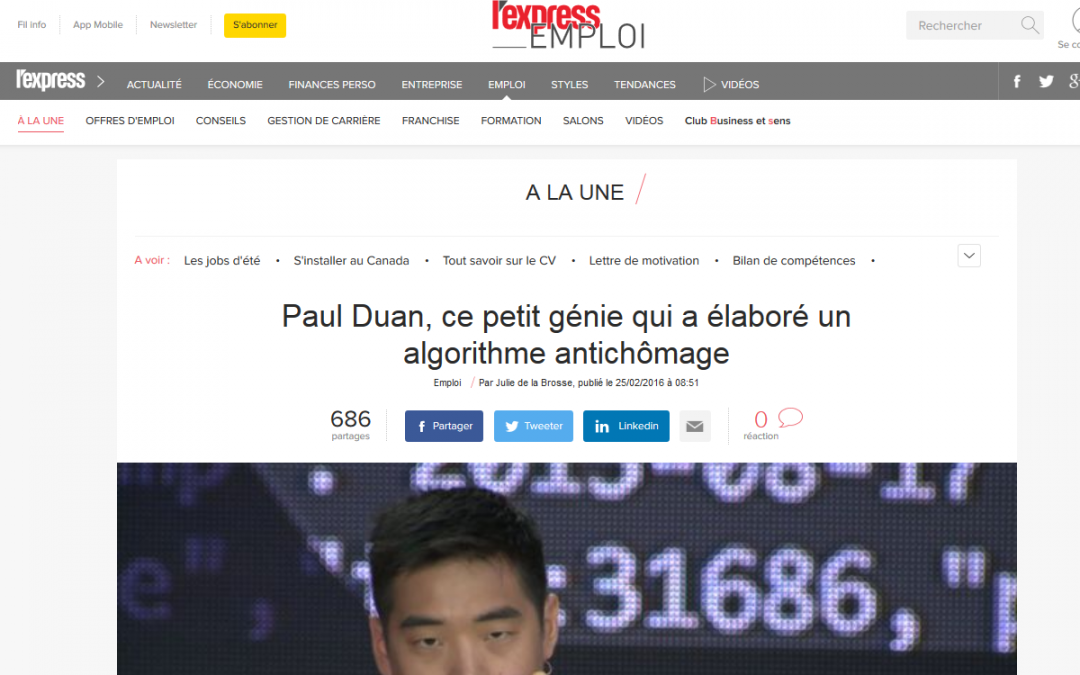 Fil info App Mobile Newsletter S'abonner
l'express
EMPLOI
Rechercher
l'express ACTUALITÉ ÉCONOMIE FINANCES PERSO ENTREPRISE EMPLOI STYLES TENDANCES VIDÉOS
À LA UNE OFFRES D'EMPLOI CONSEILS GESTION DE CARRIÈRE FRANCHISE FORMATION SALONS VIDÉOS Club Business et sens
A LA UNE
A voir : Les jobs d'été • S'installer au Canada • Tout savoir sur le CV • Lettre de motivation • Bilan de compétences •
Paul Duan, ce petit génie qui a élaboré un
algorithme antichômage
Emploi / Par Julie de la Brosse, publié le 25/02/2016 à 08:51
686
partages
Partager
Tweeter
Linkedin
0
réaction
2015-08-17
:31686, "p